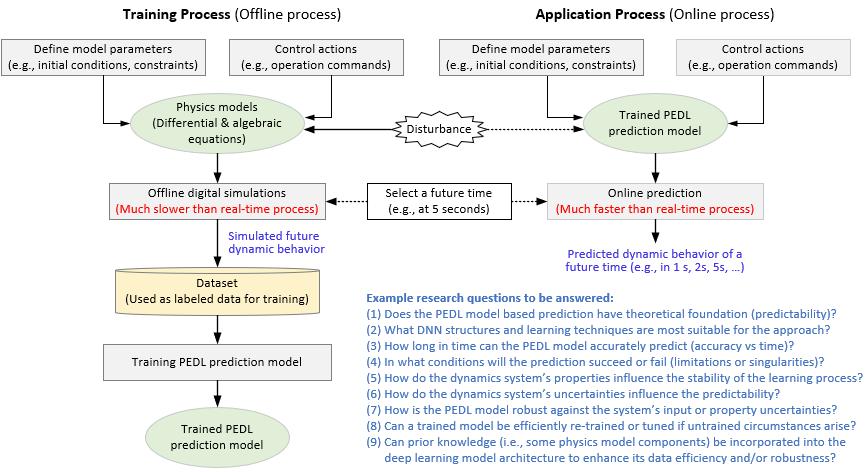 Training Process (Offline process)
Application Process (Online process)
Define model parameters
(e.g., initial conditions, constraints)
Control actions
(e.g., operation commands)
Define model parameters
(e.g., initial conditions, constraints)
Control actions
(e.g., operation commands)
Physics models
(Differential & algebraic
equations)
Disturbance
Trained PEDL
prediction model
Offline digital simulations
(Much slower than real-time process)
Select a future time
(e.g., at 5 seconds)
Online prediction
(Much faster than real-time process)
Simulated future
dynamic behavior
Predicted dynamic behavior of a
future time (e.g., in 1 s, 2s, 5s, ...)
Dataset
(Used as labeled data for training)
Training PEDL prediction model
Trained PEDL
prediction model
Example research questions to be answered:
(1) Does the PEDL model based prediction have theoretical foundation (predictability)?
(2) What DNN structures and learning techniques are most suitable for the approach?
(3) How long in time can the PEDL model accurately predict (accuracy vs time)?
(4) In what conditions will the prediction succeed or fail (limitations or singularities)?
(5) How do the dynamics system's properties influence the stability of the learning process?
(6) How do the dynamics system's uncertainties influence the predictability?
(7) How is the PEDL model robust against the system's input or property uncertainties?
(8) Can a trained model be efficiently re-trained or tuned if untrained circumstances arise?
(9) Can prior knowledge (i.e., some physics model components) be incorporated into the
deep learning model architecture to enhance its data efficiency and/or robustness?